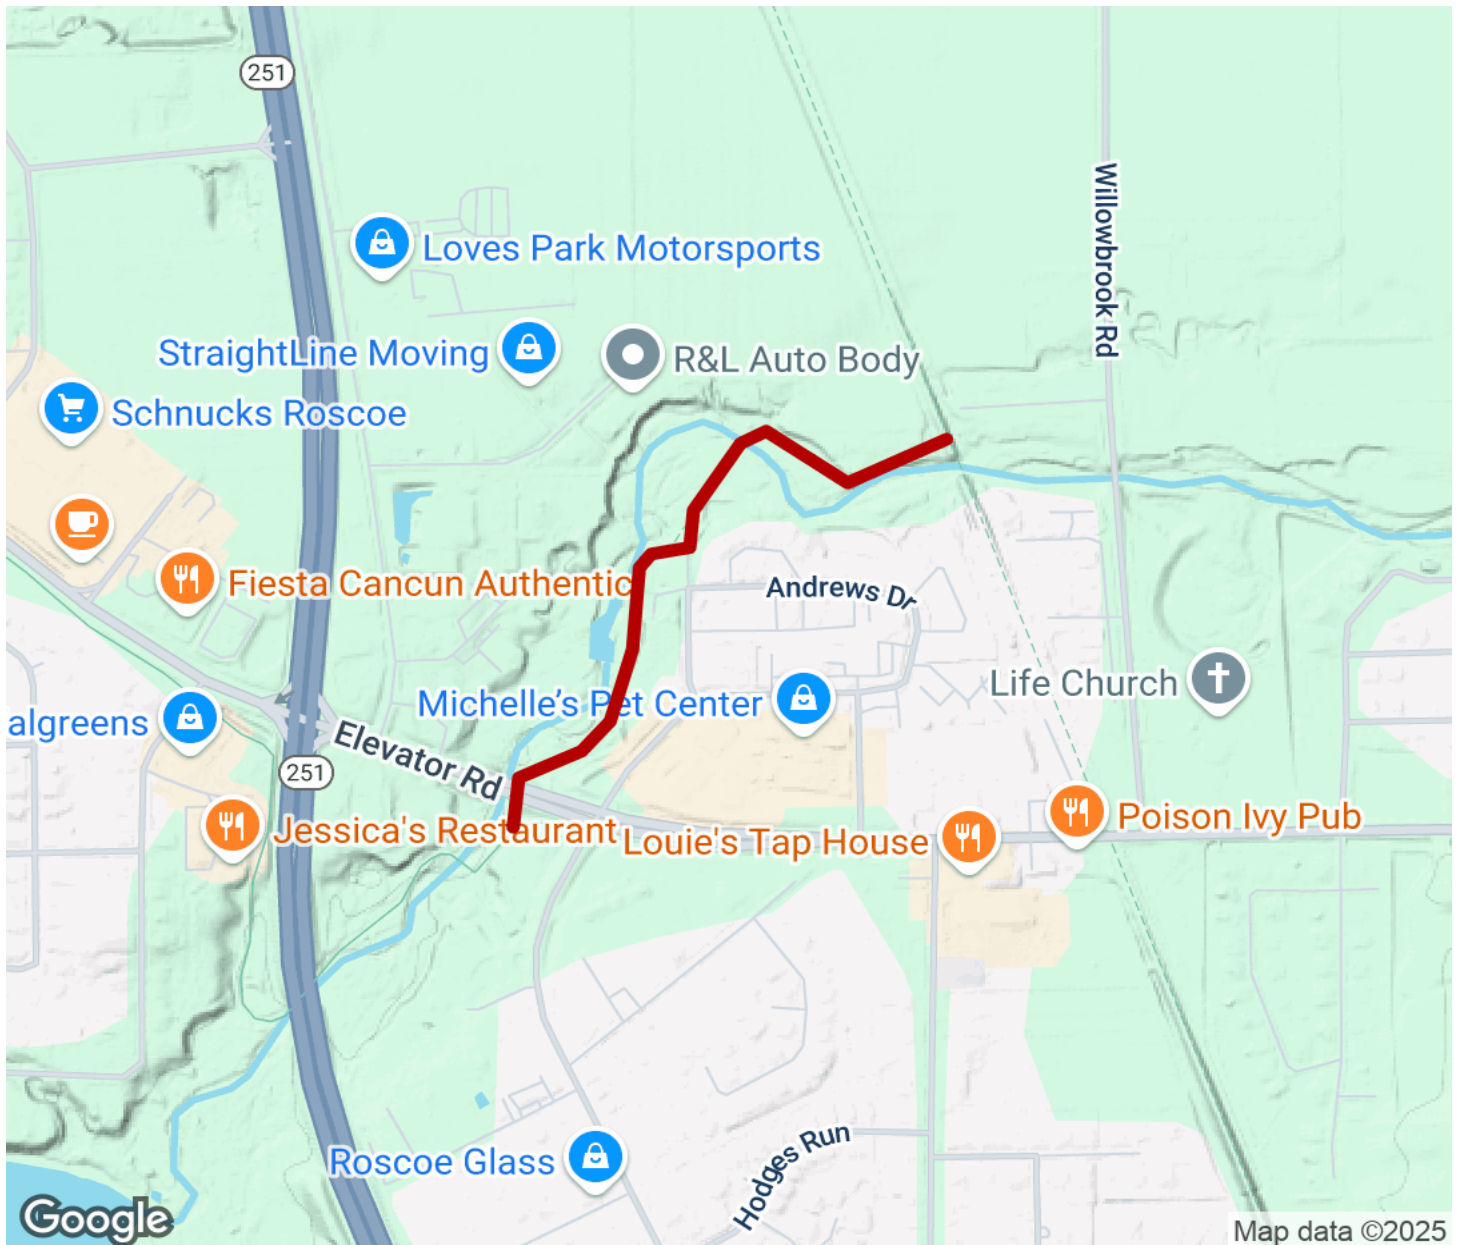 251
Willowbrook Rd
Loves Park Motorsports
StraightLine Moving
R&L Auto Body
Schnucks Roscoe
Fiesta Cancun Authentic
Andrews Dr
Life Church
Michelle's Pet Center
algreens
Elevator Rd
251
Jessica's Restaurant
Louie's Tap House
Poison Ivy Pub
Roscoe Glass
Hodges Run
Google
Map data ©2025